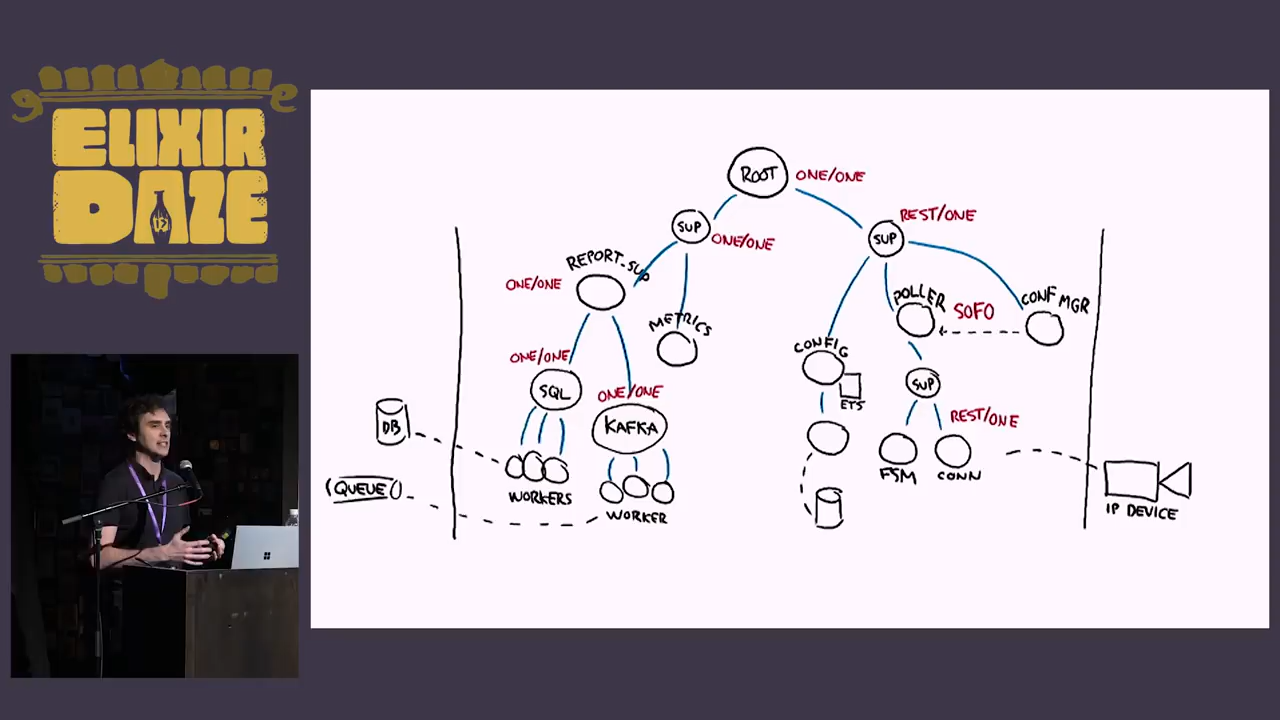 ELIXIR
DAZE
ROOT
ONE/ONE
SUP
ONE/ONE
REST/ONE
SUP
REPORT_SUP
ONE/ONE
METRICS
POLLER
SOFO
CONF MGR
CONFIG
ETS
ONE/ONE
SQL
ONE/ONE
KAFKA
SUP
REST/ONE
DB
QUEUE
WORKERS
WORKER
FSM
CONN
IP DEVICE